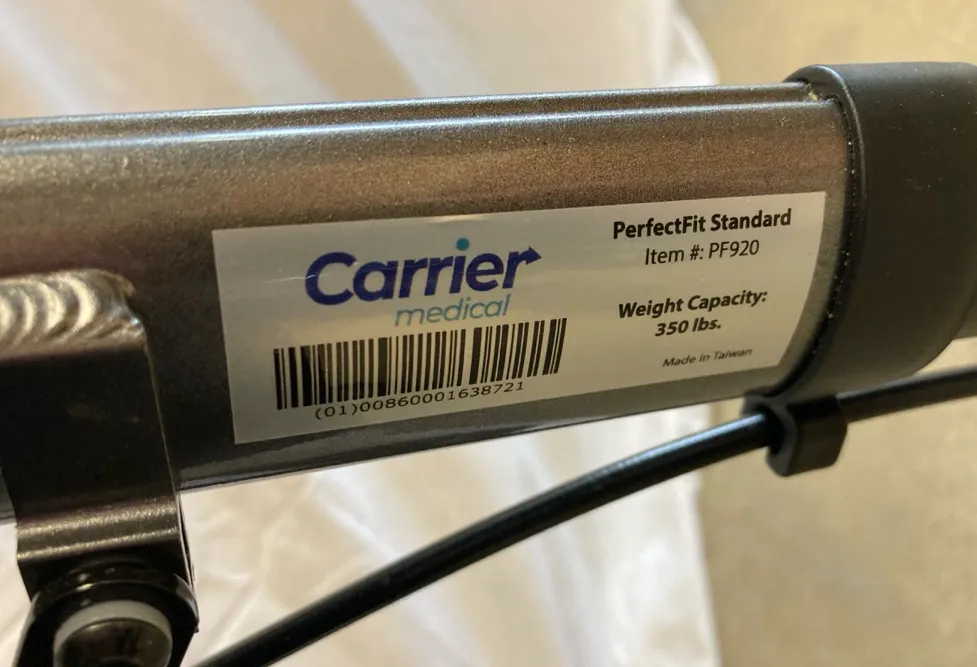 Carrier
medical
(01)00860001638721
PerfectFit Standard
Item #: PF920
Weight Capacity:
350 lbs.
Made in Taiwan